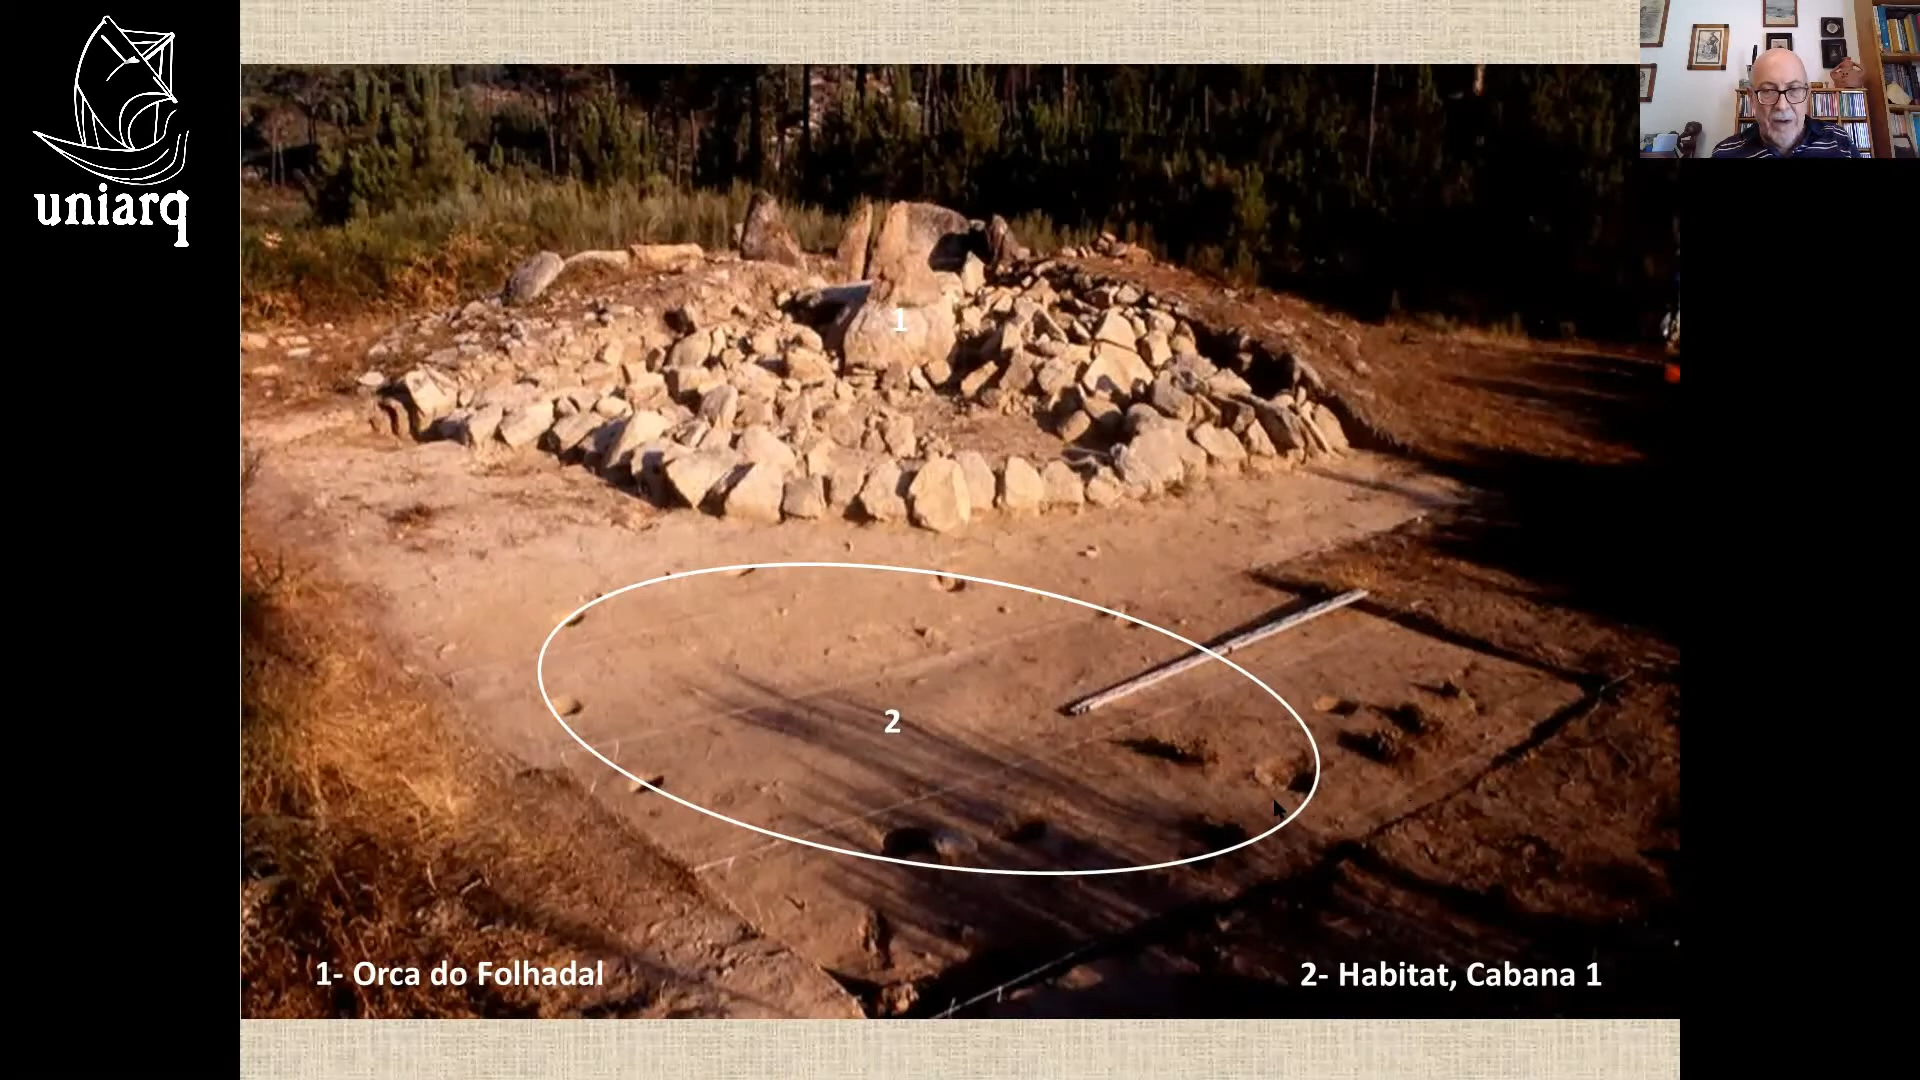 uniarq
1
2
1- Orca do Folhadal
2- Habitat, Cabana 1